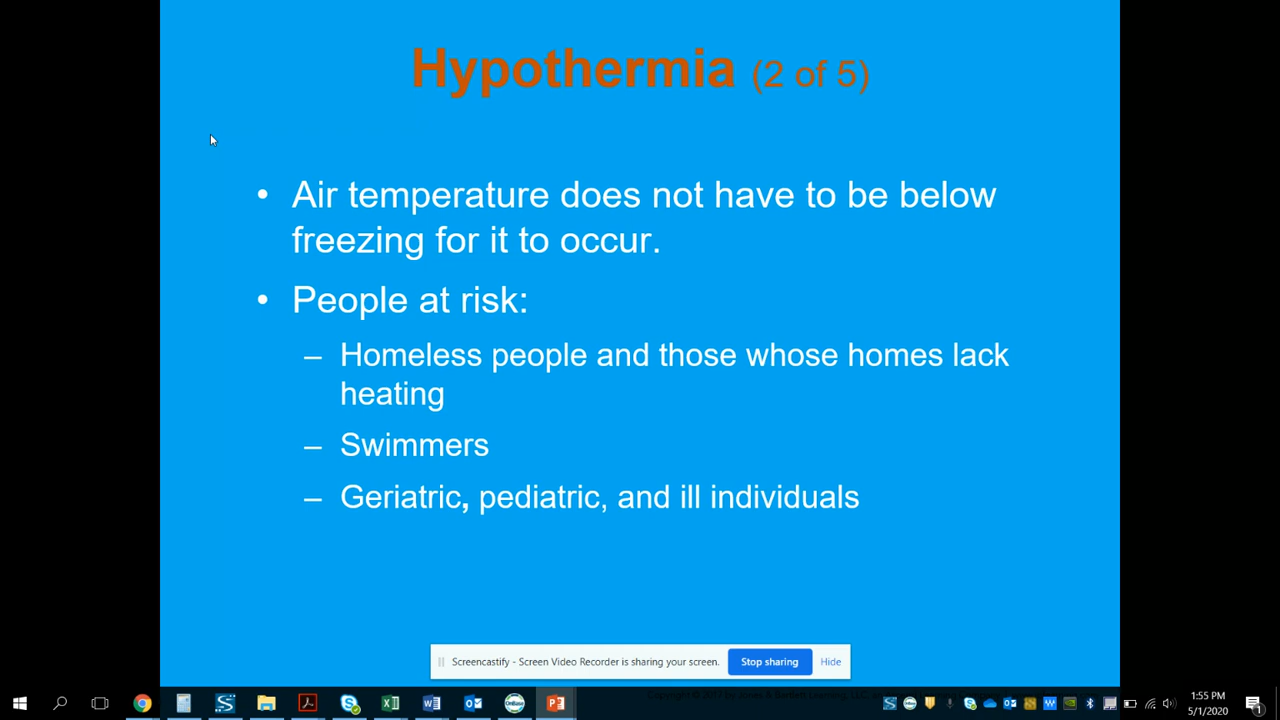 Hypothermia (2 of 5)
• Air temperature does not have to be below
freezing for it to occur.
• People at risk:
– Homeless people and those whose homes lack
heating
– Swimmers
– Geriatric, pediatric, and ill individuals
Screencastify - Screen Video Recorder is sharing your screen. Stop sharing Hide
1:55 PM
5/1/2020